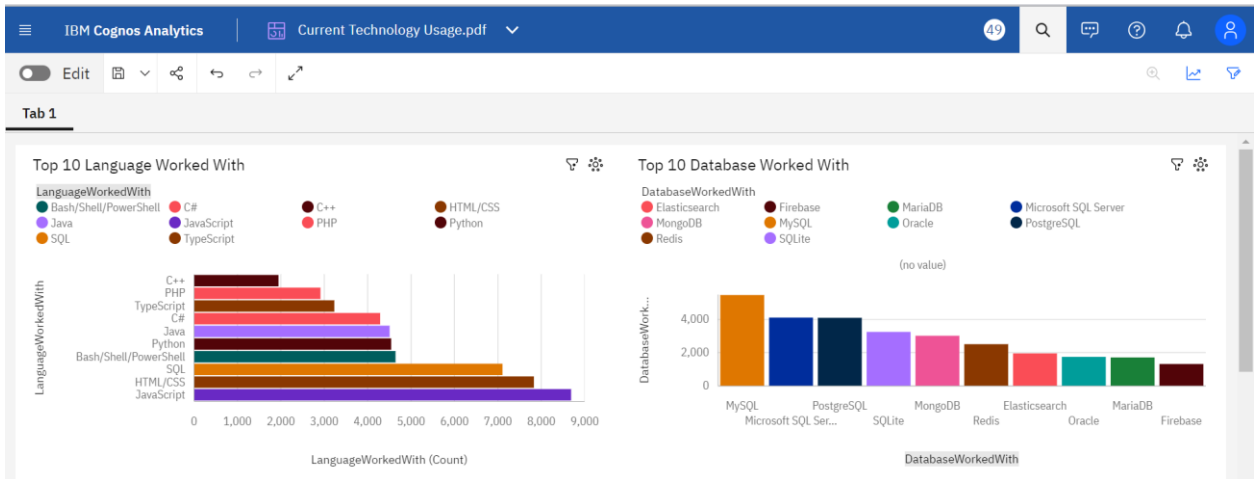 IBM Cognos Analytics
Current Technology Usage.pdf
49
Edit
Tab 1
Top 10 Language Worked With
LanguageWorkedWith
Bash/Shell/PowerShell C# C++ HTML/CSS
Java JavaScript PHP Python
SQL TypeScript
LanguageWorkedWith
C++
PHP
TypeScript
C#
Java
Python
Bash/Shell/PowerShell
SQL
HTML/CSS
JavaScript
0 1,000 2,000 3,000 4,000 5,000 6,000 7,000 8,000 9,000
LanguageWorkedWith (Count)
Top 10 Database Worked With
DatabaseWorkedWith
Elasticsearch Firebase MariaDB Microsoft SQL Server
MongoDB MySQL Oracle PostgreSQL
Redis SQLite
(no value)
DatabaseWork...
4,000
2,000
0
MySQL PostgreSQL MongoDB Elasticsearch MariaDB
Microsoft SQL Ser... SQLite Redis Oracle Firebase
DatabaseWorkedWith